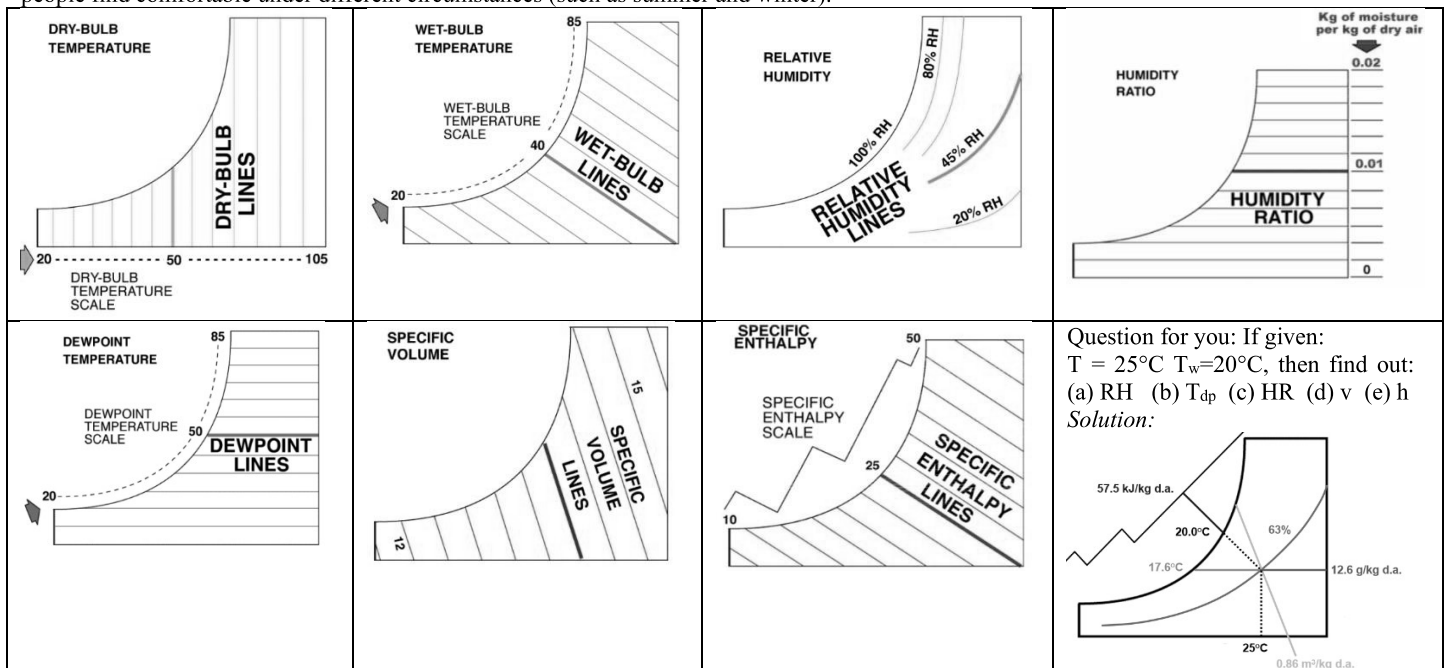 people find comfortable under different circumstances (such as summer and winter).
DRY-BULB
TEMPERATURE
DRY-BULB
LINES
20
50
105
DRY-BULB
TEMPERATURE
SCALE
WET-BULB
TEMPERATURE
85
WET-BULB
TEMPERATURE
SCALE
40
20
WET-BULB
LINES
RELATIVE
HUMIDITY
80% RH
100% RH
45% RH
RELATIVE
HUMIDITY
LINES
20% RH
Kg of moisture
per kg of dry air
0.02
HUMIDITY
RATIO
0.01
HUMIDITY
RATIO
0
DEWPOINT
TEMPERATURE
85
DEWPOINT
TEMPERATURE
SCALE
50
DEWPOINT
LINES
20
SPECIFIC
VOLUME
15
SPECIFIC
VOLUME
LINES
12
SPECIFIC
ENTHALPY
50
SPECIFIC
ENTHALPY
SCALE
25
SPECIFIC
ENTHALPY
LINES
10
Question for you: If given:
T = 25°C Tw=20°C, then find out:
(a) RH (b) Tdp (c) HR (d) v (e) h
Solution:
57.5 kJ/kg d.a.
20.0°C
63%
17.6°C
12.6 g/kg d.a.
25°C
0.86 m³/kg d.a.